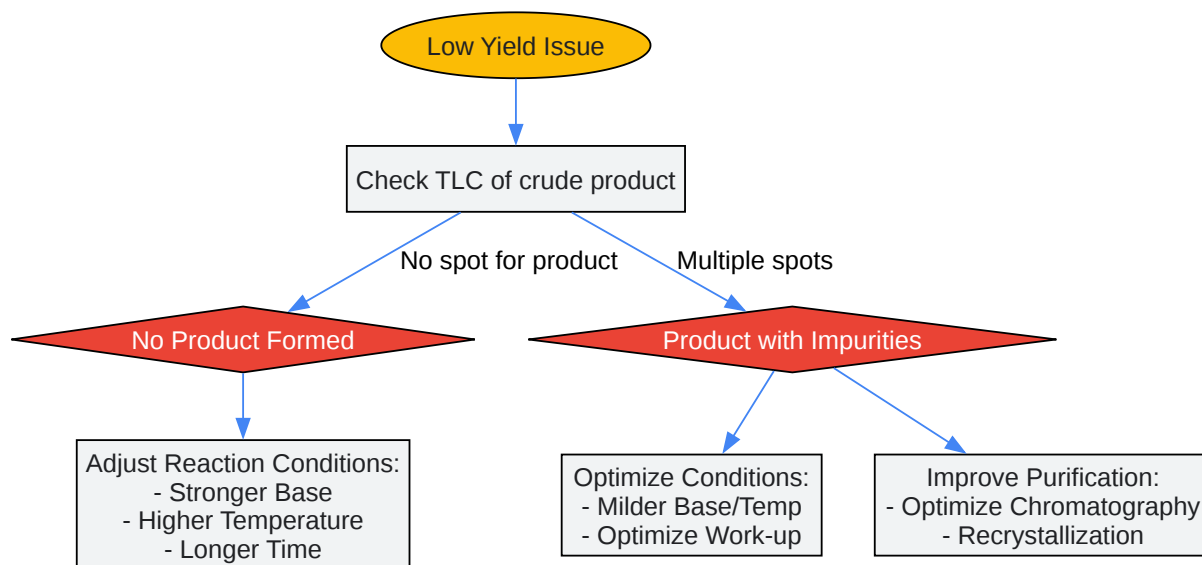 Low Yield Issue
Check TLC of crude product
No spot for product
Multiple spots
No Product Formed
Product with Impurities
Adjust Reaction Conditions:
- Stronger Base
- Higher Temperature
- Longer Time
Optimize Conditions:
- Milder Base/Temp
- Optimize Work-up
Improve Purification:
- Optimize Chromatography
- Recrystallization